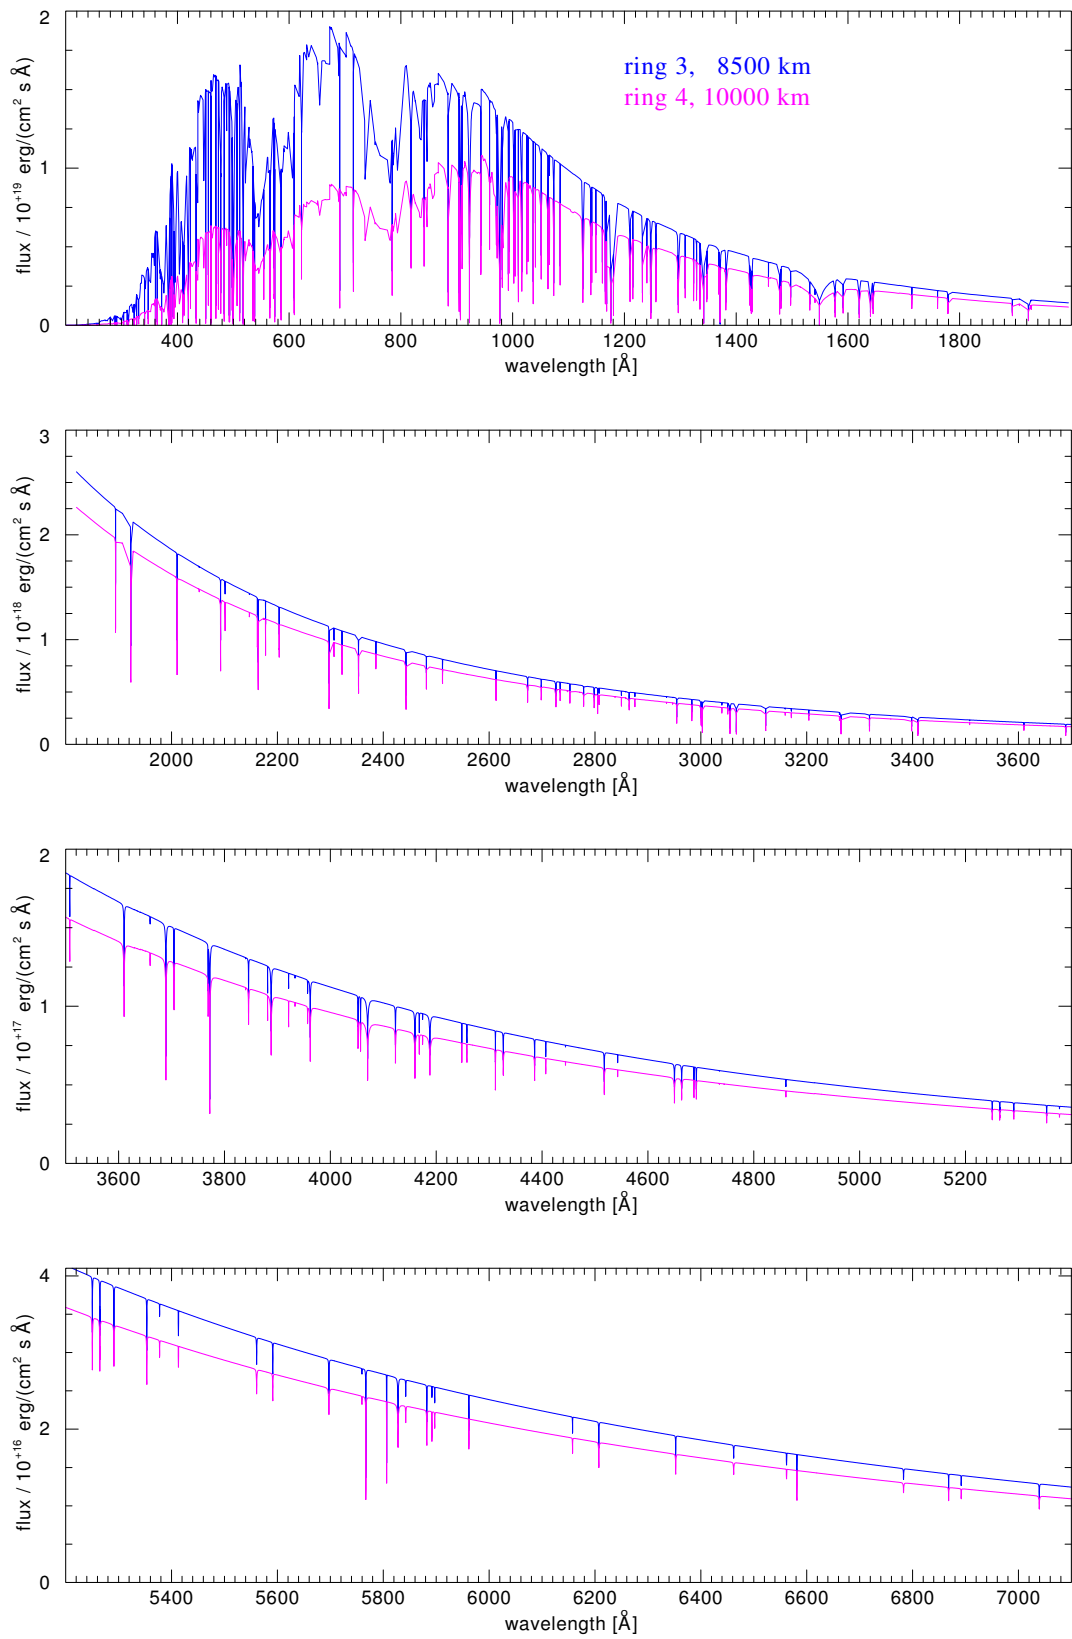 2
1
0
flux / 10+19 erg/(cm2 s Å)
ring 3, 8500 km
ring 4, 10000 km
400 600 800 1000 1200 1400 1600 1800
wavelength [Å]
3
2
1
0
flux / 10+18 erg/(cm2 s Å)
2000 2200 2400 2600 2800 3000 3200 3400 3600
wavelength [Å]
2
1
0
flux / 10+17 erg/(cm2 s Å)
3600 3800 4000 4200 4400 4600 4800 5000 5200
wavelength [Å]
4
2
0
flux / 10+16 erg/(cm2 s Å)
5400 5600 5800 6000 6200 6400 6600 6800 7000
wavelength [Å]